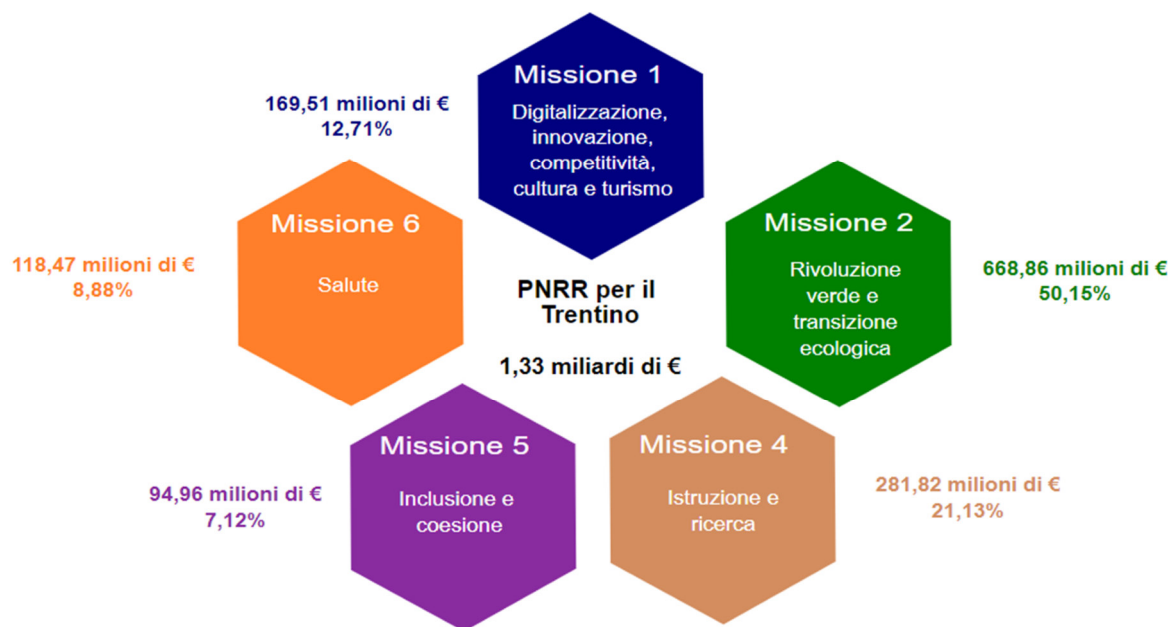 Missione 1
Digitalizzazione,
innovazione,
competitività,
cultura e turismo
169,51 milioni di €
12,71%
Missione 6
Salute
118,47 milioni di €
8,88%
Missione 2
Rivoluzione
verde e
transizione
ecologica
668,86 milioni di €
50,15%
PNRR per il
Trentino
1,33 miliardi di €
Missione 5
Inclusione e
coesione
94,96 milioni di €
7,12%
Missione 4
Istruzione e
ricerca
281,82 milioni di €
21,13%